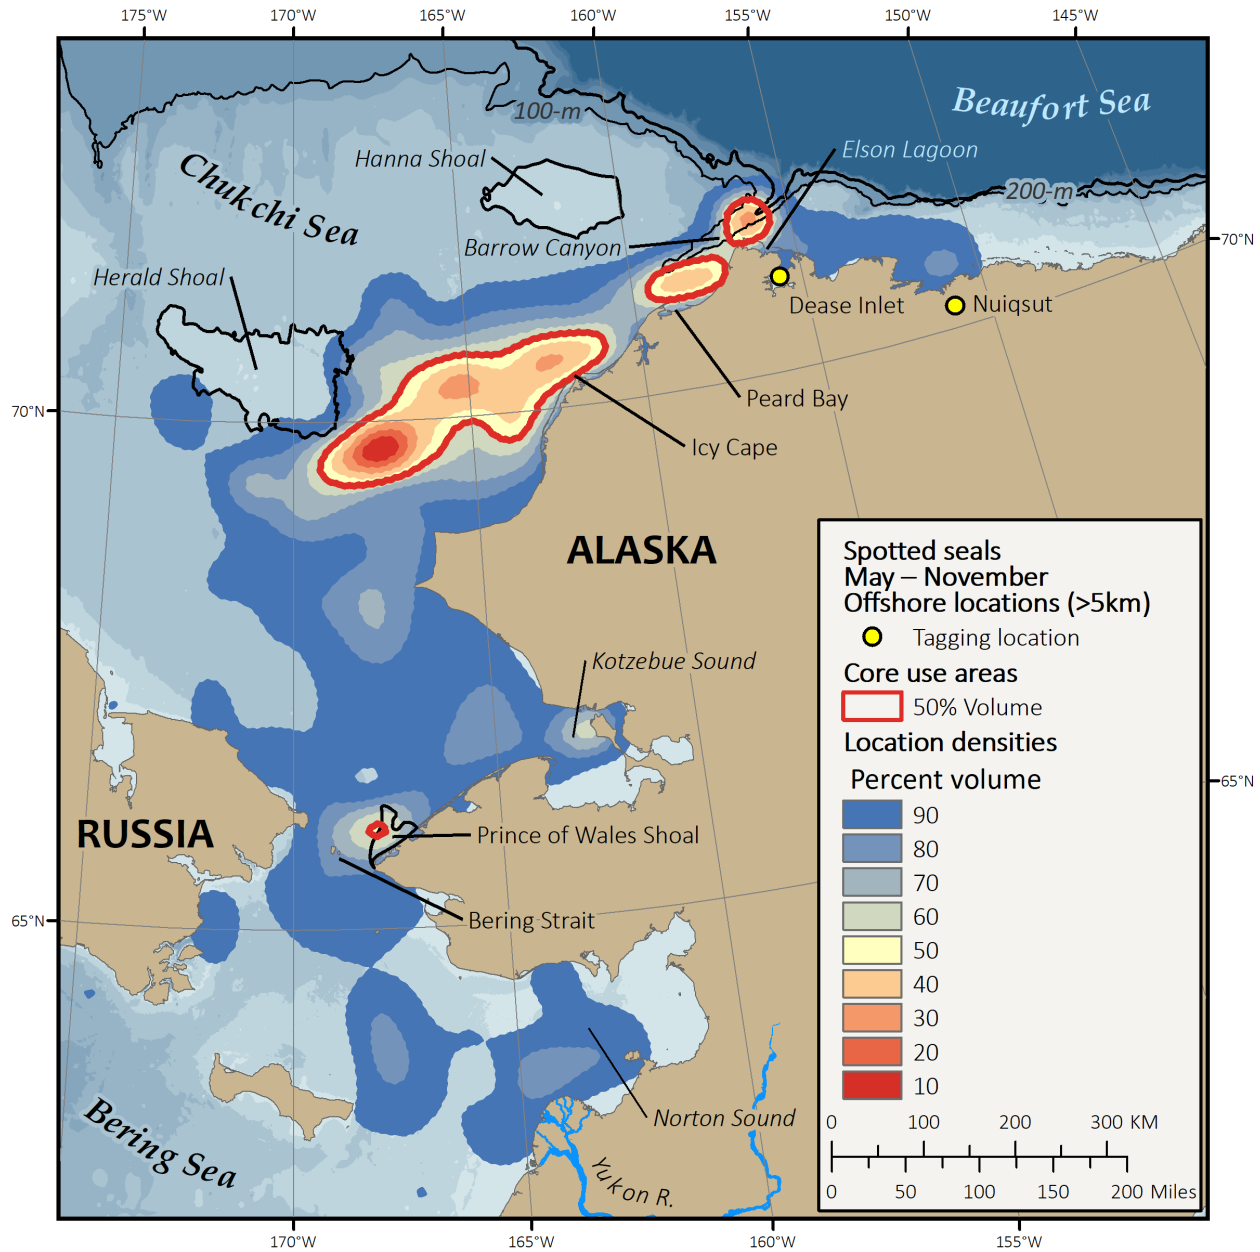 175°W 170°W 165°W 160°W 155°W 150°W 145°W
Beaufort Sea
100-m
Elson Lagoon
Hanna Shoal
Chukchi Sea
200-m
70°N
Barrow Canyon
Herald Shoal
Dease Inlet
Nuiqsut
Peard Bay
70°N
Icy Cape
ALASKA
Spotted seals
May – November
Offshore locations (>5km)
Tagging location
Kotzebue Sound
Core use areas
50% Volume
Location densities
Percent volume
65°N
90
RUSSIA
Prince of Wales Shoal
80
70
65°N
Bering Strait
60
50
40
30
20
10
Norton Sound
Bering Sea
Yukon R.
0 100 200 300 KM
0 50 100 150 200 Miles
170°W 165°W 160°W 155°W